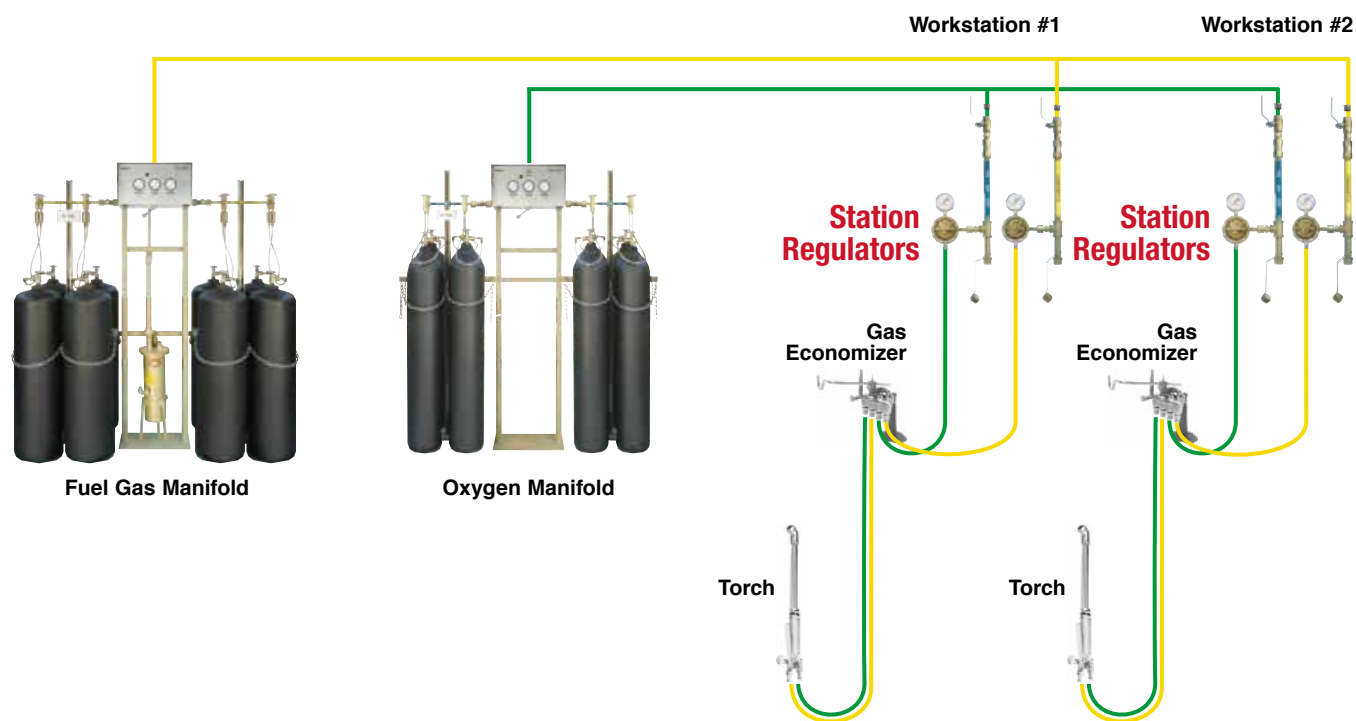 Workstation #1
Workstation #2
Station
Regulators
Station
Regulators
Gas
Economizer
Gas
Economizer
Fuel Gas Manifold
Oxygen Manifold
Torch
Torch